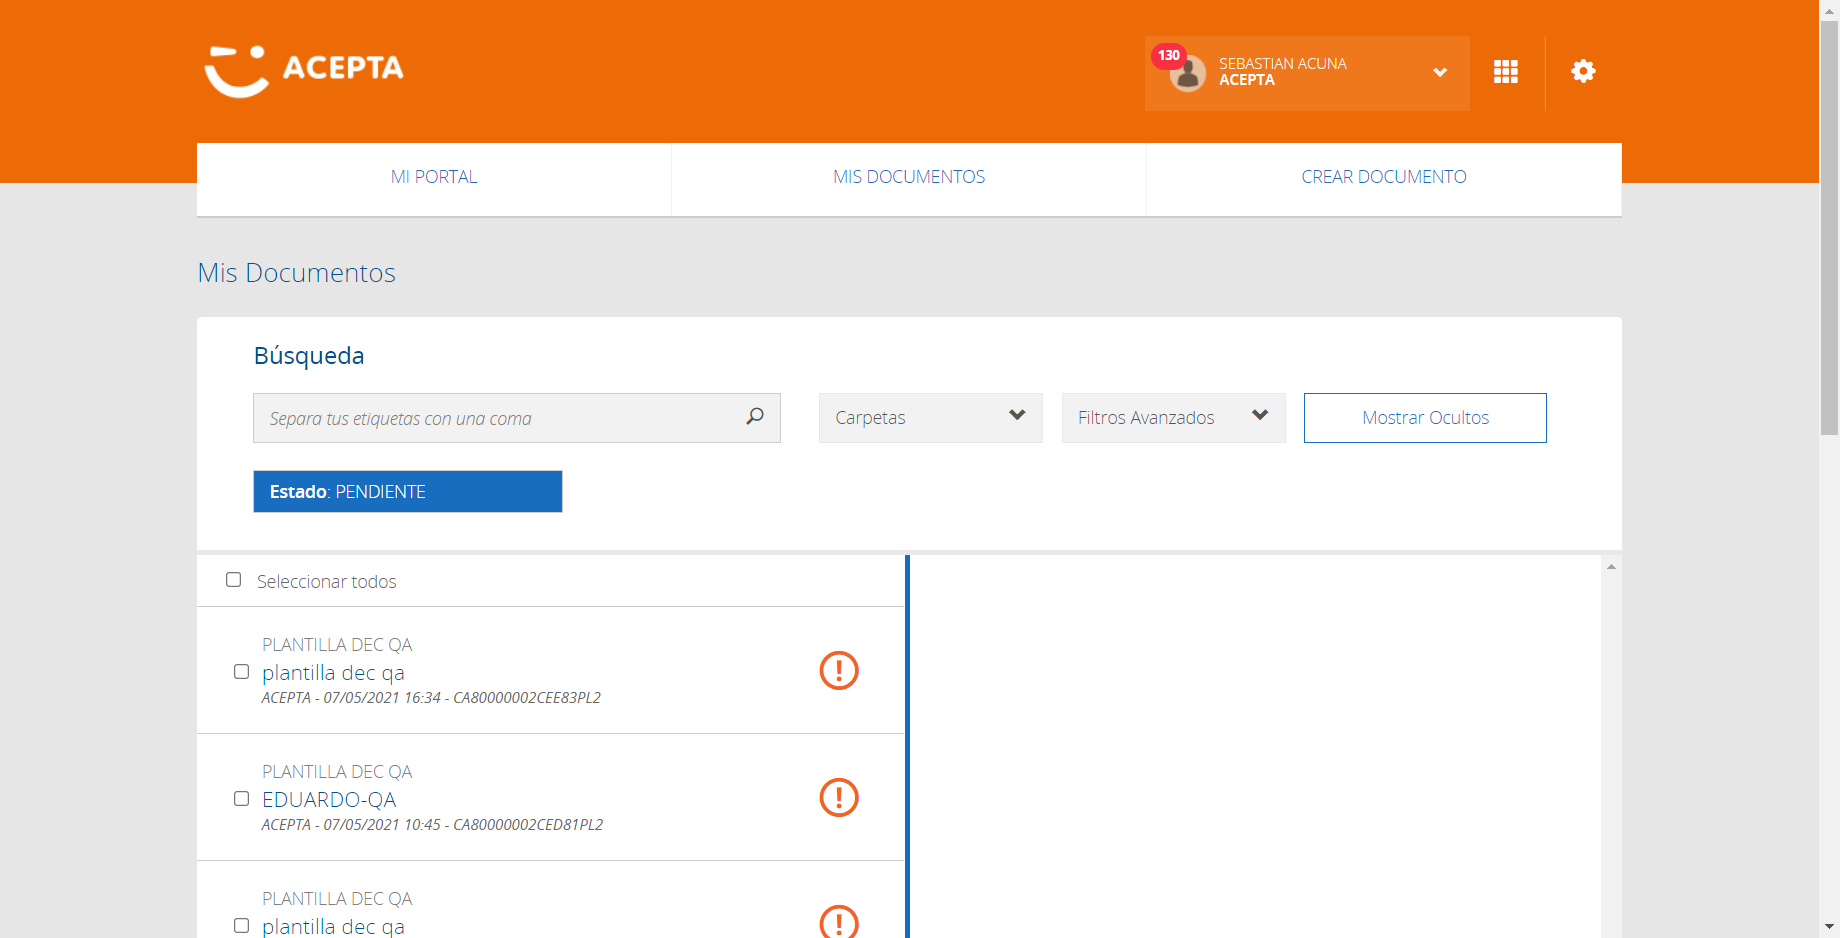 ACEPTA
130
SEBASTIAN ACUNA
ACEPTA
MI PORTAL
MIS DOCUMENTOS
CREAR DOCUMENTO
Mis Documentos
Búsqueda
Separa tus etiquetas con una coma
Carpetas
Filtros Avanzados
Mostrar Ocultos
Estado: PENDIENTE
Seleccionar todos
PLANTILLA DEC QA
plantilla dec qa
ACEPTA - 07/05/2021 16:34 - CA80000002CEE83PL2
PLANTILLA DEC QA
EDUARDO-QA
ACEPTA - 07/05/2021 10:45 - CA80000002CED81PL2
PLANTILLA DEC QA
plantilla dec qa